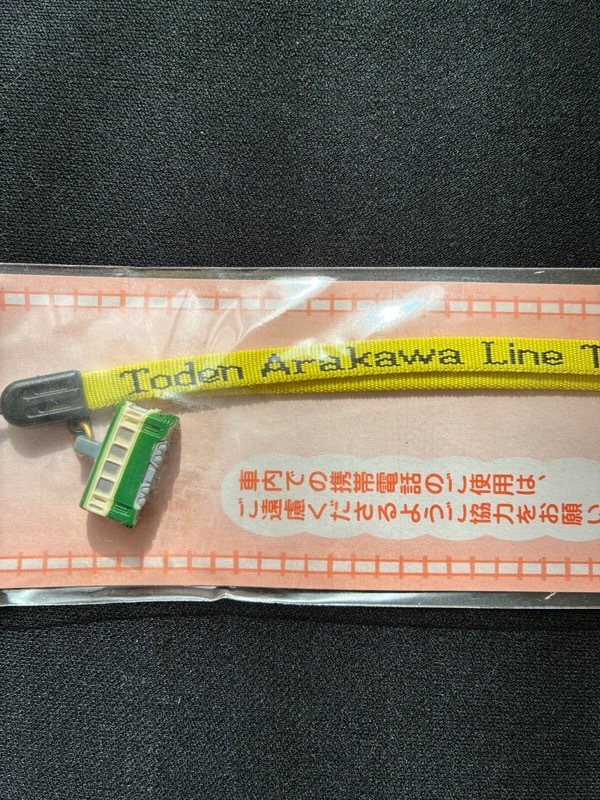 Toden Arakawa Line T
車内での携帯電話のご使用は、
ご遠慮くださるようご協力をお願い